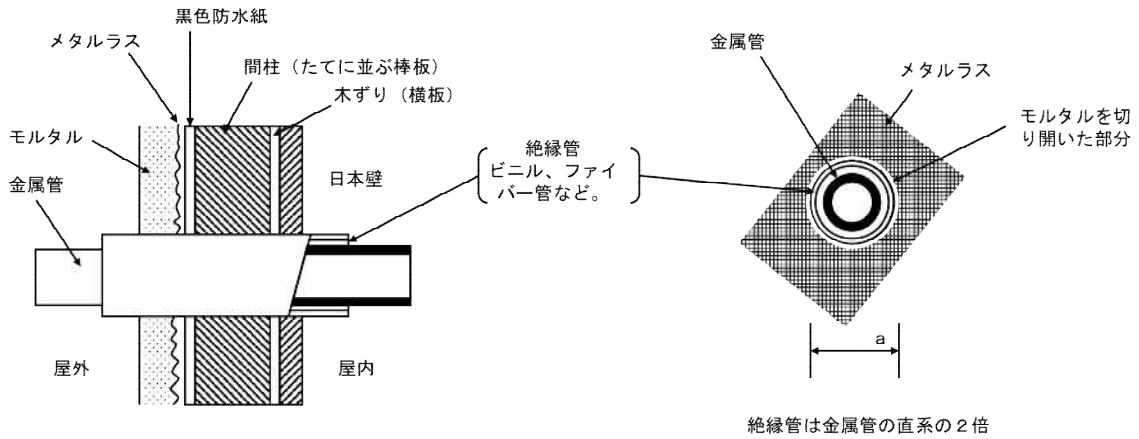 黒色防水紙
メタルラス
間柱（たてに並ぶ棒板）
木ずり（横板）
モルタル
金属管
日本壁
絶縁管
ビニル、ファイ
バー管など。
屋外
屋内
金属管
メタルラス
モルタルを切
り開いた部分
a
絶縁管は金属管の直系の２倍